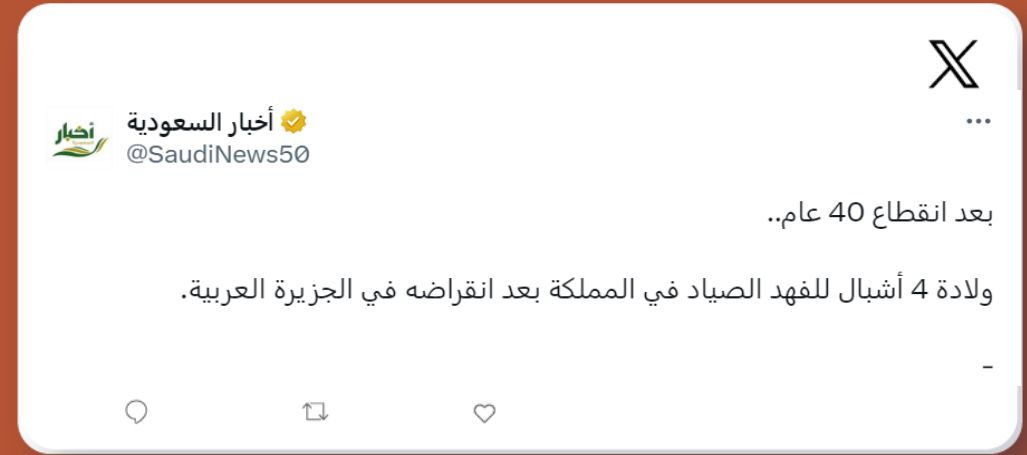 X
أخبار
أخبار السعودية
@SaudiNews50
بعد انقطاع 40 عام..
ولادة 4 أشبال للفهد الصياد في المملكة بعد انقراضه في الجزيرة العربية.
-